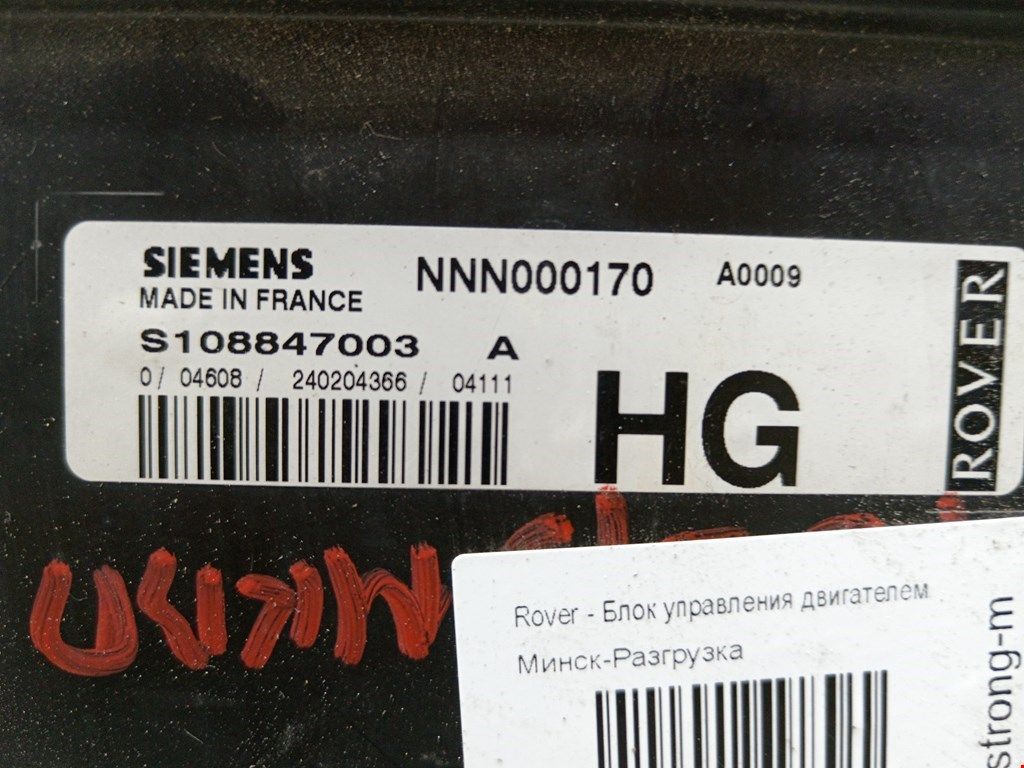 SIEMENS NNN000170 A0009
MADE IN FRANCE
S108847003 A
0/ 04608 / 240204366 / 04111
HG
ROVER
Rover - Блок управления двигателем
Минск-Разгрузка
strong-m